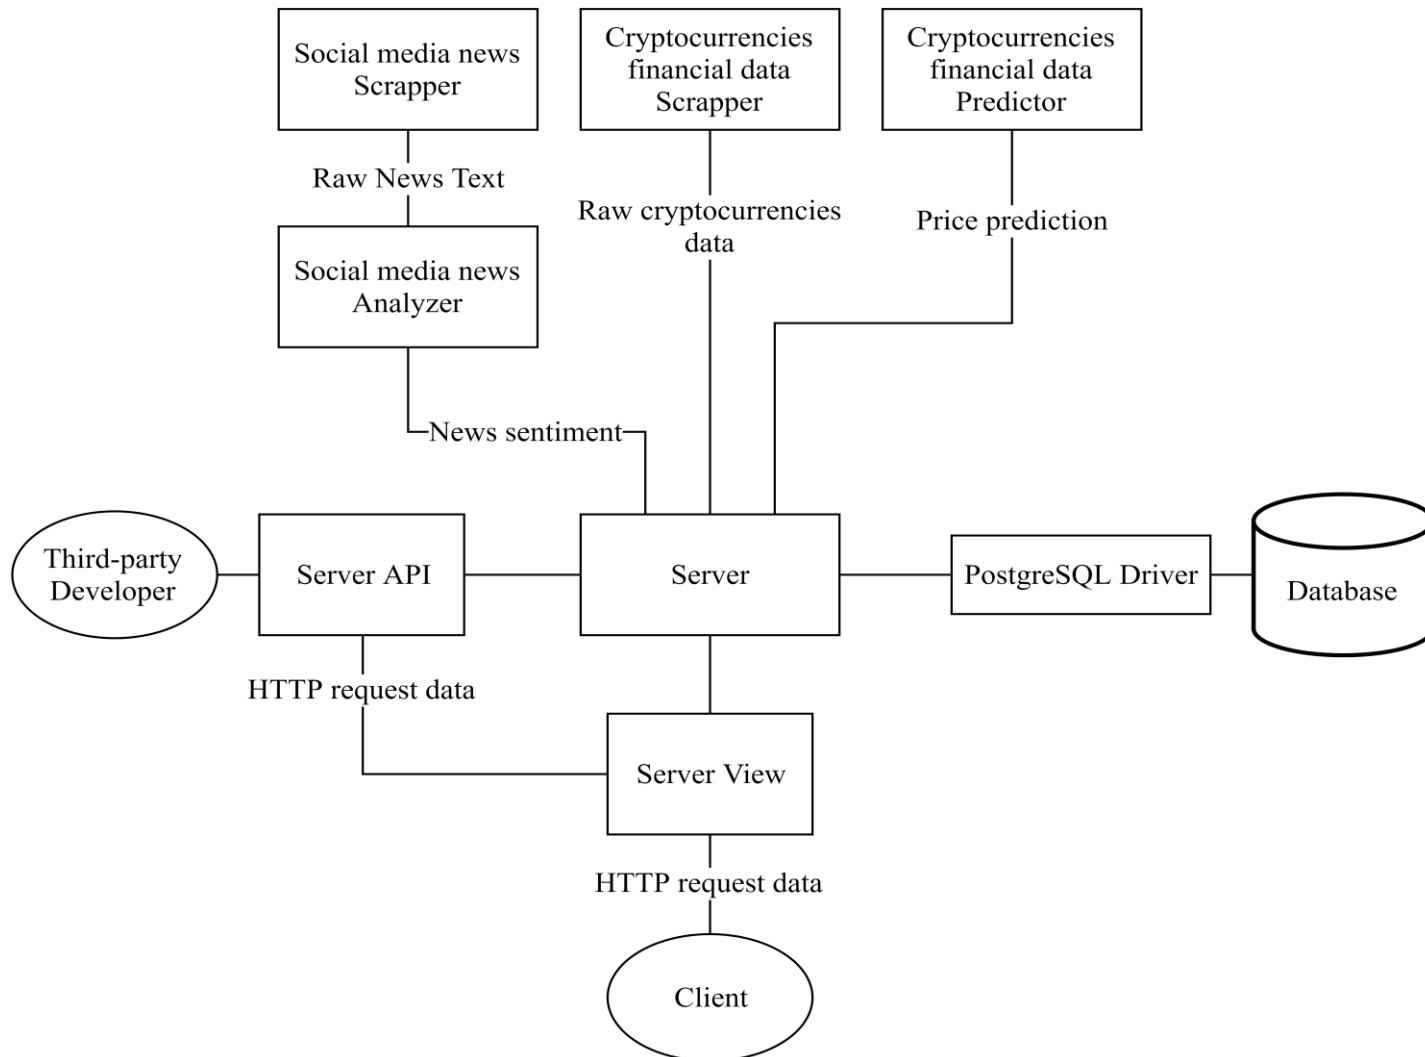 Social media news
Scrapper
Cryptocurrencies
financial data
Scrapper
Cryptocurrencies
financial data
Predictor
Raw News Text
Raw cryptocurrencies
data
Price prediction
Social media news
Analyzer
News sentiment
Third-party
Developer
Server API
Server
PostgreSQL Driver
Database
HTTP request data
Server View
HTTP request data
Client